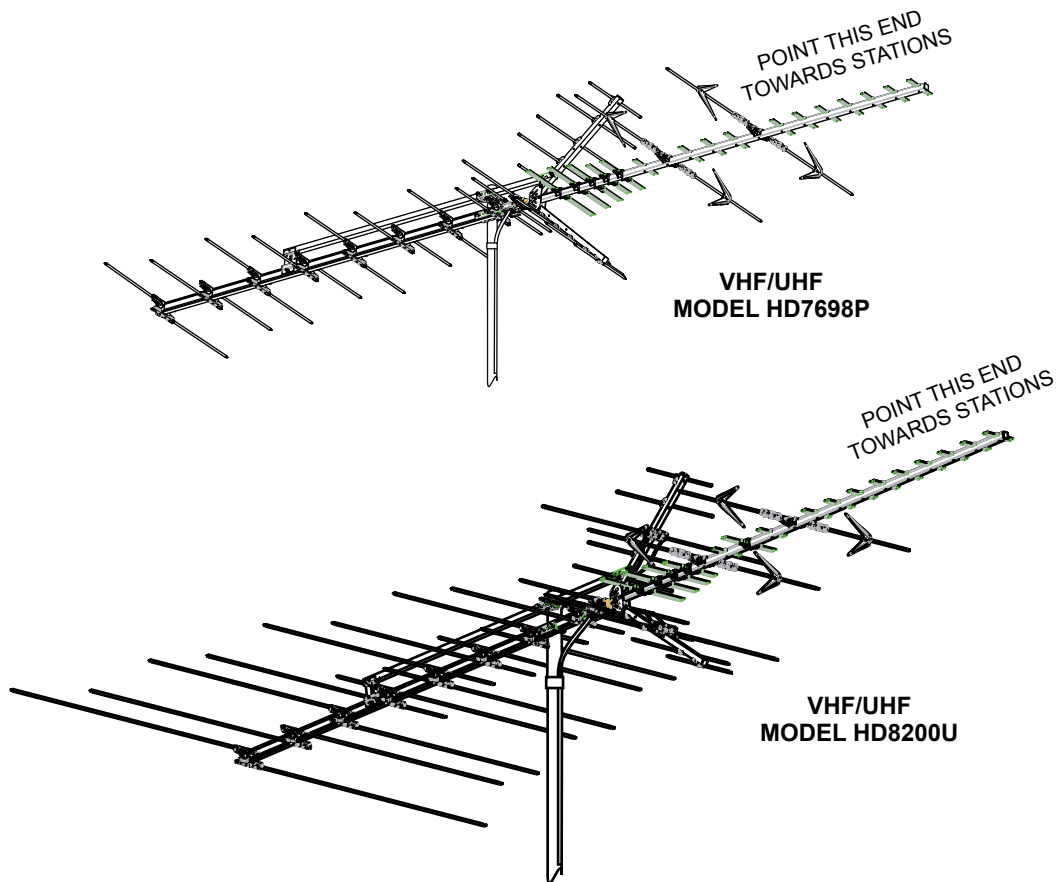 POINT THIS END
TOWARDS STATIONS
VHF/UHF
MODEL HD7698P
POINT THIS END
TOWARDS STATIONS
VHF/UHF
MODEL HD8200U